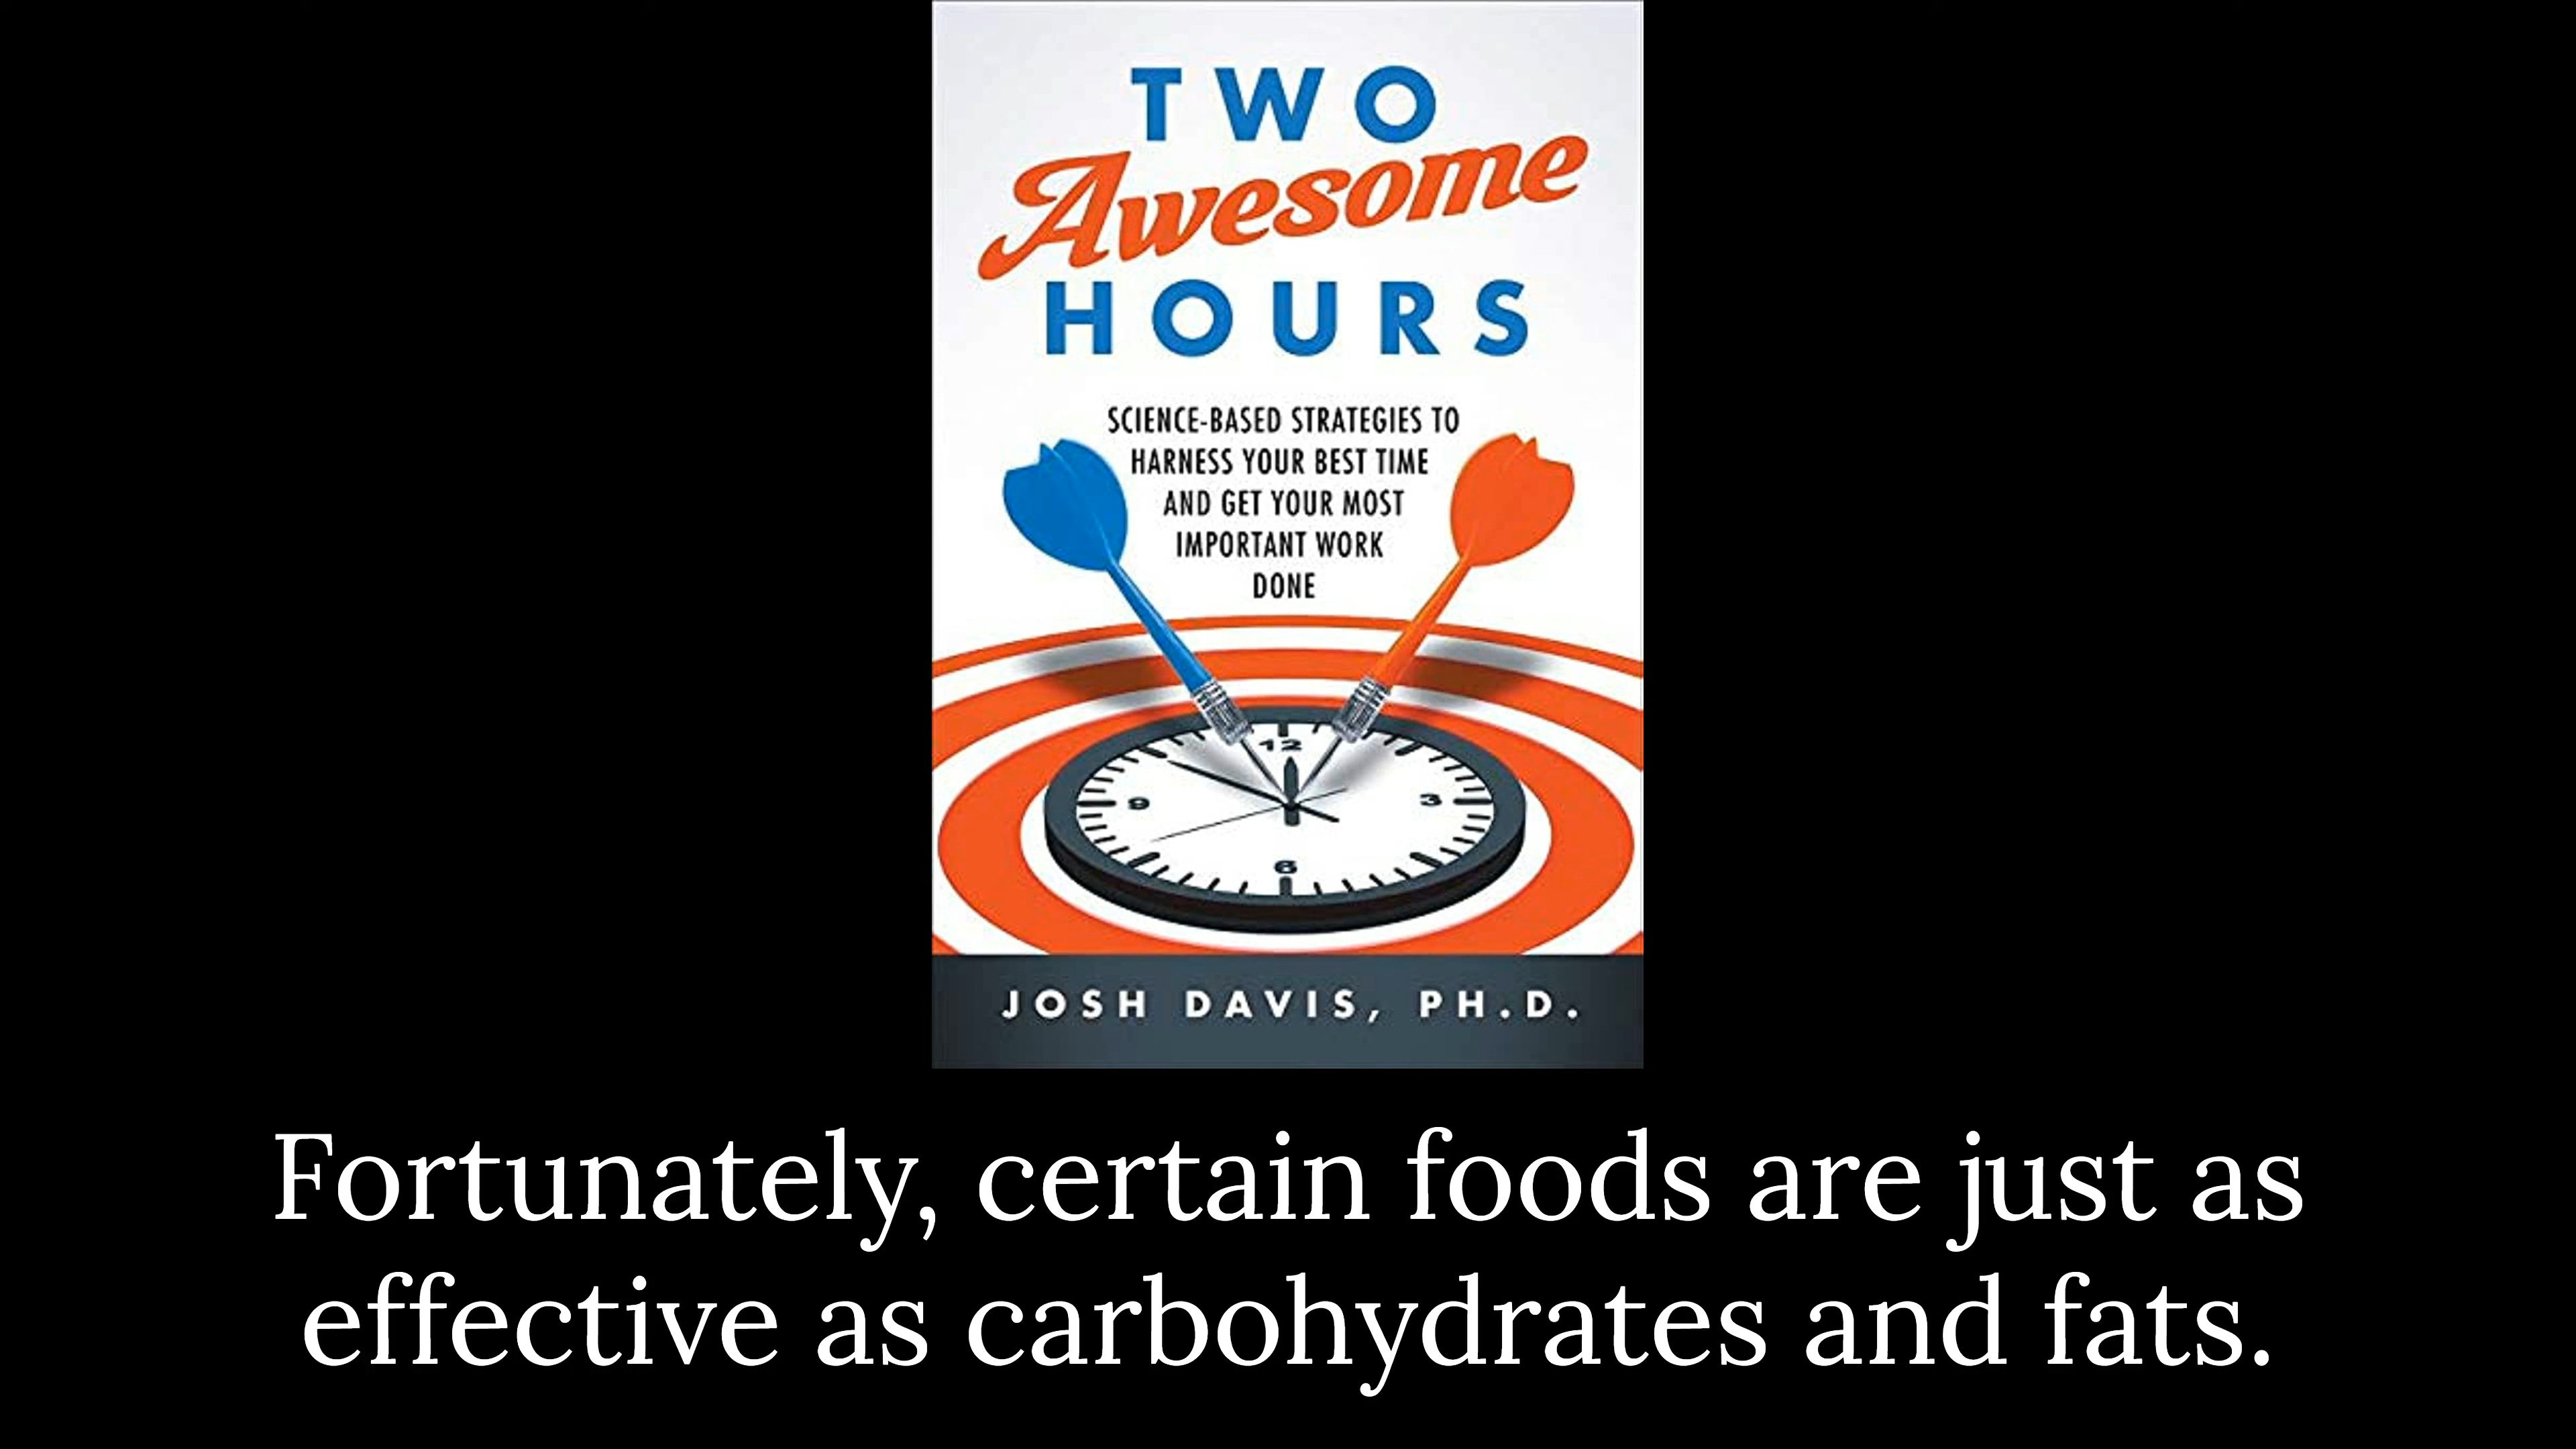 TWO
Awesome
HOURS
SCIENCE-BASED STRATEGIES TO
HARNESS YOUR BEST TIME
AND GET YOUR MOST
IMPORTANT WORK
DONE
12
9
3
6
JOSH DAVIS, PH.D.
Fortunately, certain foods are just as
effective as carbohydrates and fats.